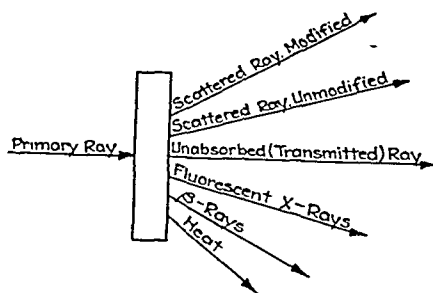 Scattered Ray, Modified
Scattered Ray, Unmodified
Primary Ray
Unabsorbed (Transmitted) Ray
Fluorescent X-Rays
β-Rays
Heat